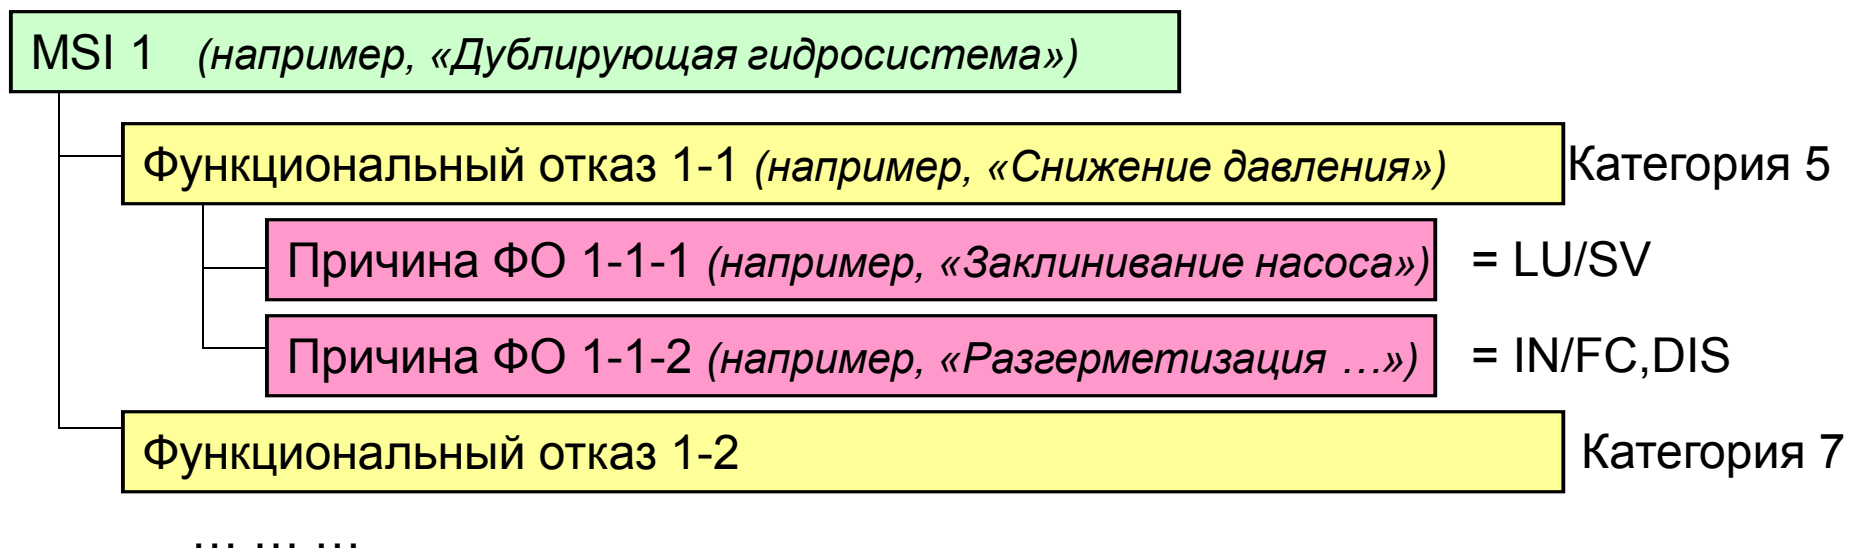 MSI 1 (например, «Дублирующая гидросистема»)
Функциональный отказ 1-1 (например, «Снижение давления») Категория 5
Причина ФО 1-1-1 (например, «Заклинивание насоса») = LU/SV
Причина ФО 1-1-2 (например, «Разгерметизация …») = IN/FC,DIS
Функциональный отказ 1-2 Категория 7
… … …